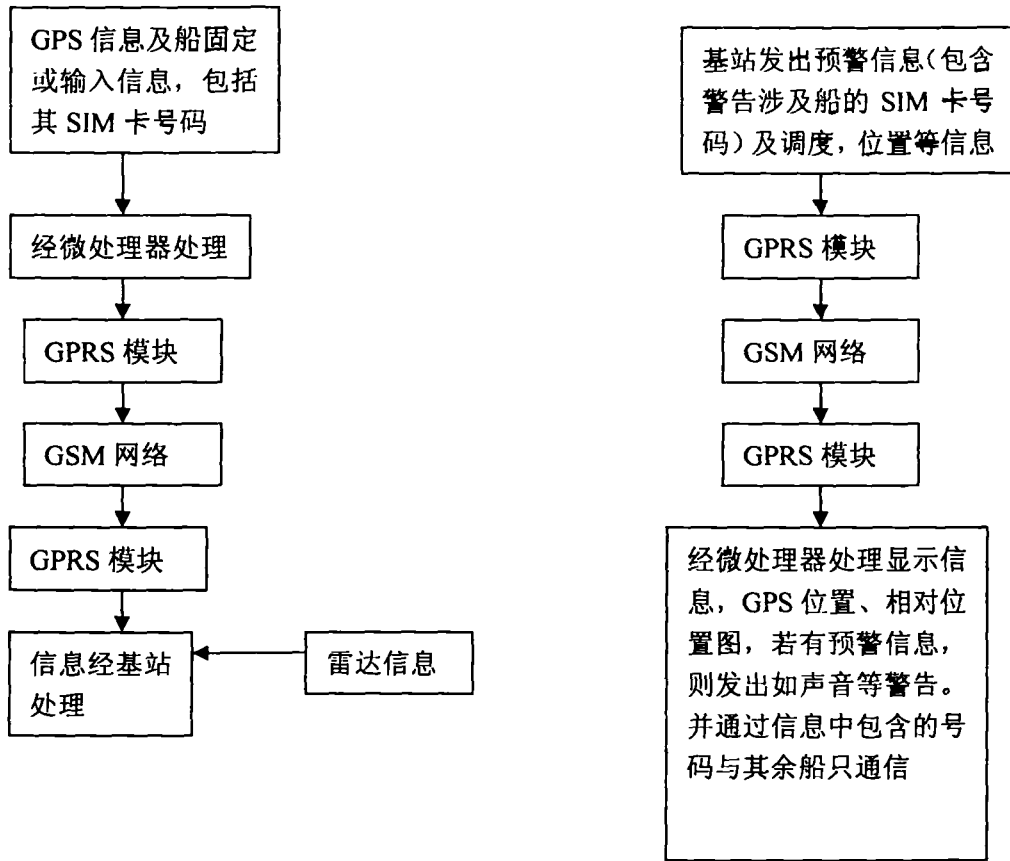 GPS 信息及船固定
或输入信息，包括
其 SIM 卡号码
经微处理器处理
GPRS 模块
GSM 网络
GPRS 模块
信息经基站
处理
雷达信息
基站发出预警信息（包含
警告涉及船的 SIM 卡号
码）及调度，位置等信息
GPRS 模块
GSM 网络
GPRS 模块
经微处理器处理显示信
息，GPS 位置、相对位
置图，若有预警信息，
则发出如声音等警告。
并通过信息中包含的号
码与其余船只通信